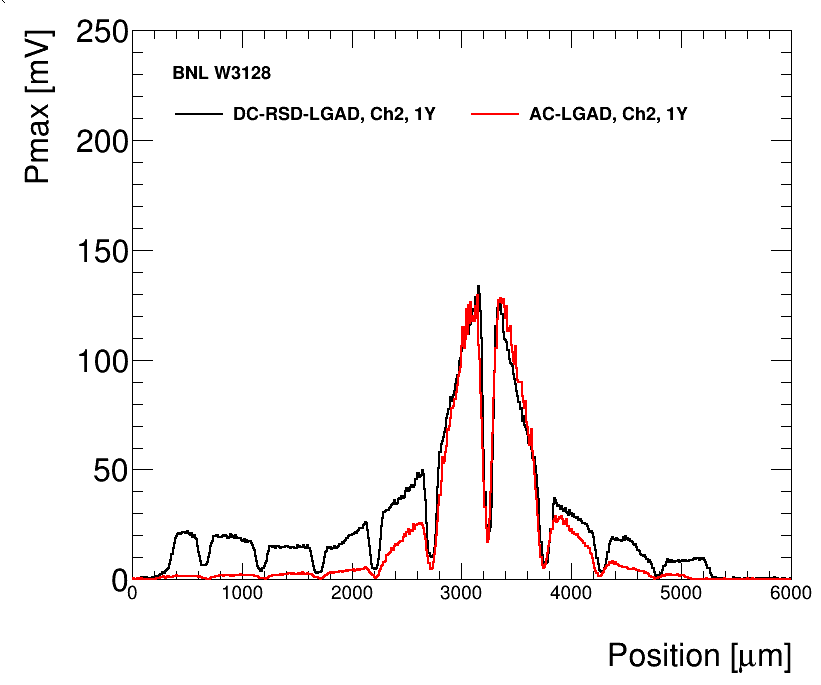 Pmax [mV]
250
200
150
100
50
0
BNL W3128
DC-RSD-LGAD, Ch2, 1Y AC-LGAD, Ch2, 1Y
0 1000 2000 3000 4000 5000 6000
Position [μm]